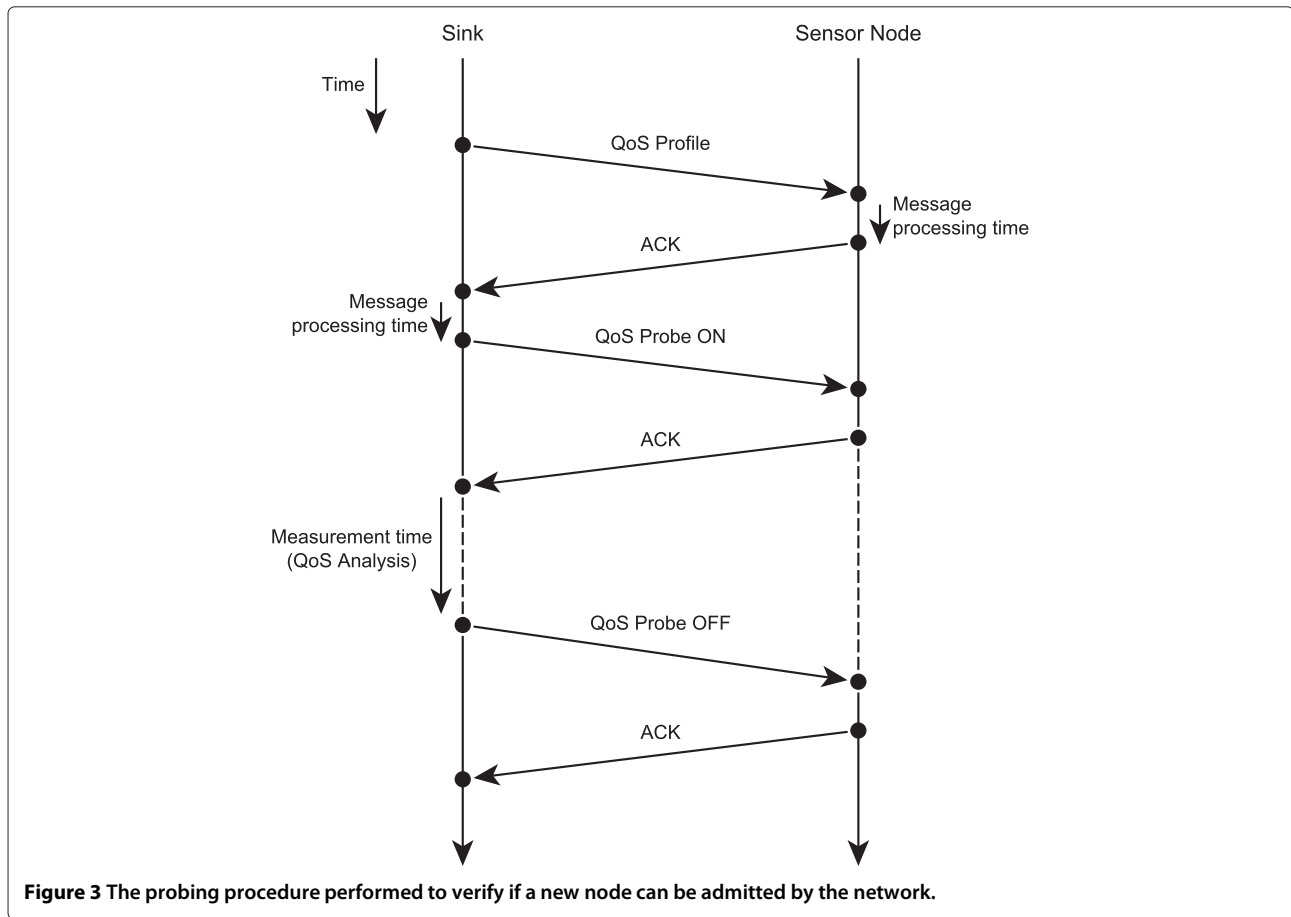 Sink
Sensor Node
Time
QoS Profile
Message
processing time
ACK
Message
processing time
QoS Probe ON
ACK
Measurement time
(QoS Analysis)
QoS Probe OFF
ACK
Figure 3 The probing procedure performed to verify if a new node can be admitted by the network.